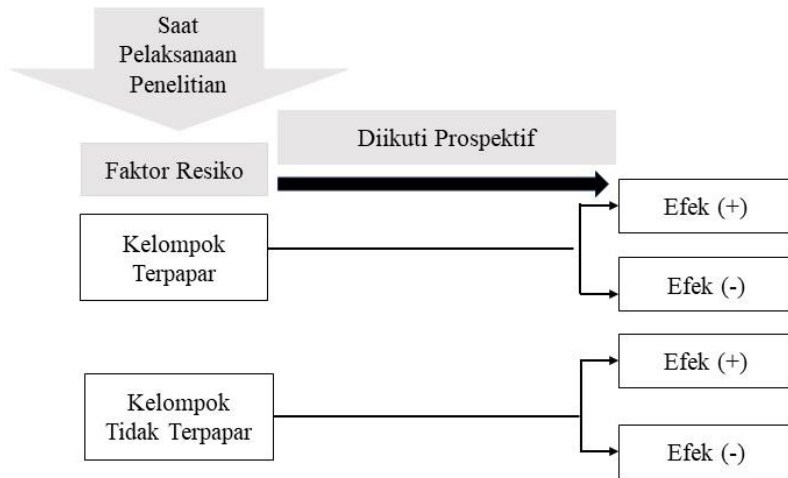 Saat
Pelaksanaan
Penelitian
Diikuti Prospektif
Faktor Resiko
Kelompok
Terpapar
Efek (+)
Efek (-)
Kelompok
Tidak Terpapar
Efek (+)
Efek (-)